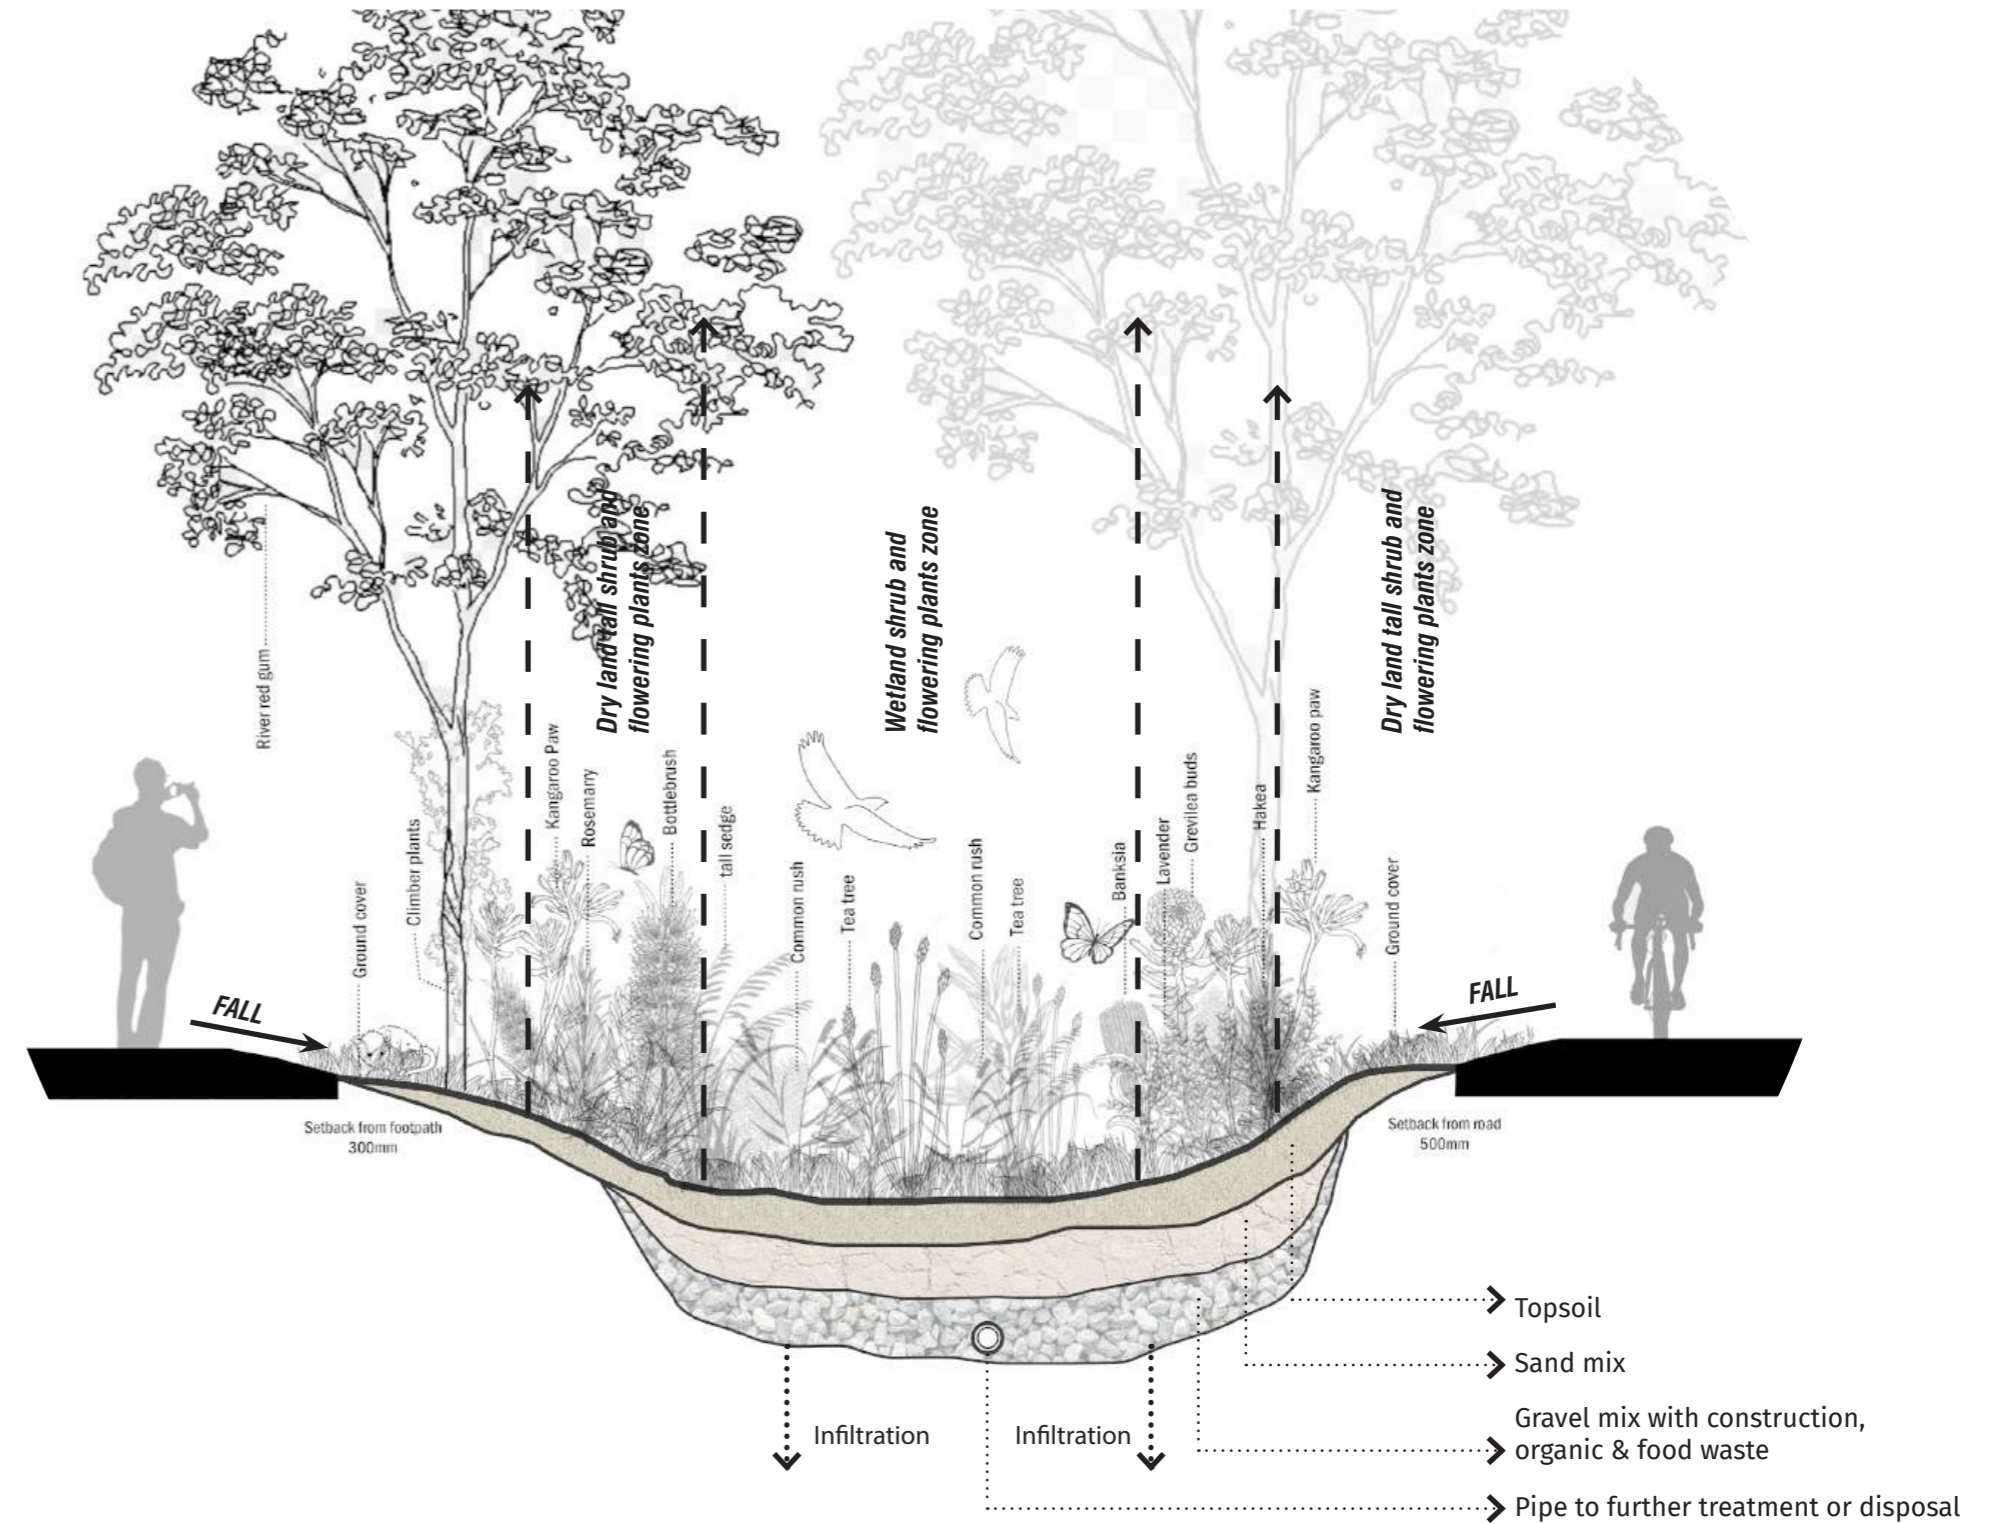 Dry land tall shrub and
flowering plants zone
Wetland shrub and
flowering plants zone
Dry land tall shrub and
flowering plants zone
River red gum
Ground cover
Climber plants
Kangaroo Paw
Rosemarry
Bottlebrush
tall sedge
Common rush
Tea tree
Common rush
Tea tree
Banksia
Lavender
Grevilea buds
Hakea
Kangaroo paw
Ground cover
FALL
FALL
Setback from footpath
300mm
Setback from road
500mm
Topsoil
Sand mix
Gravel mix with construction,
organic & food waste
Infiltration
Infiltration
Pipe to further treatment or disposal